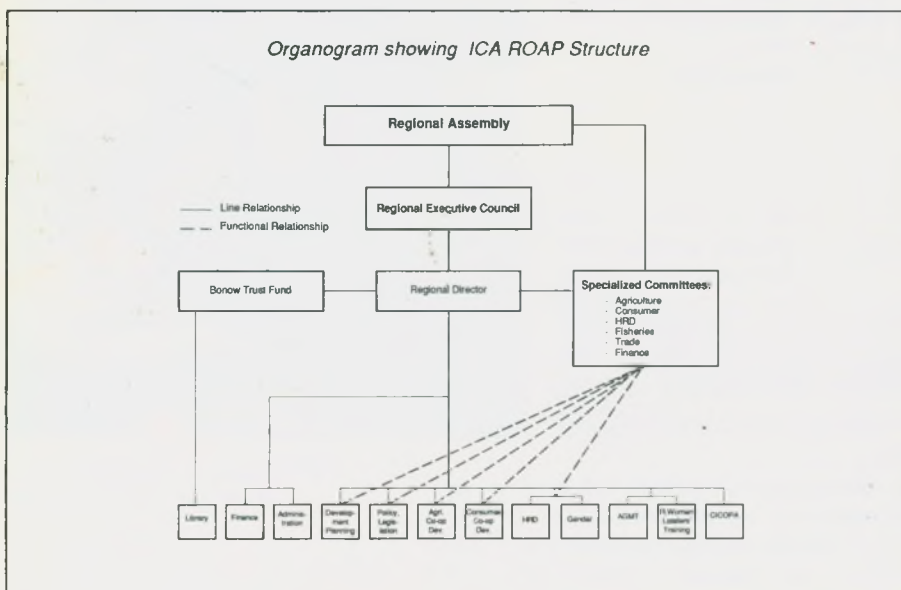 Organogram showing ICA ROAP Structure
Regional Assembly
Regional Executive Council
Line Relationship
Functional Relationship
Bonow Trust Fund
Regional Director
Specialized Committees:
- Agriculture
- Consumer
- HRD
- Fisheries
- Trade
- Finance
Library
Finance
Adminis-
tration
Develop-
ment
Planning
Policy,
Legis-
lation
Agri.
Co-op
Dev.
Consumer
Co-op
Dev.
HRD
Gender
AGMT
R.Women
Leaders'
Training
CICOPA